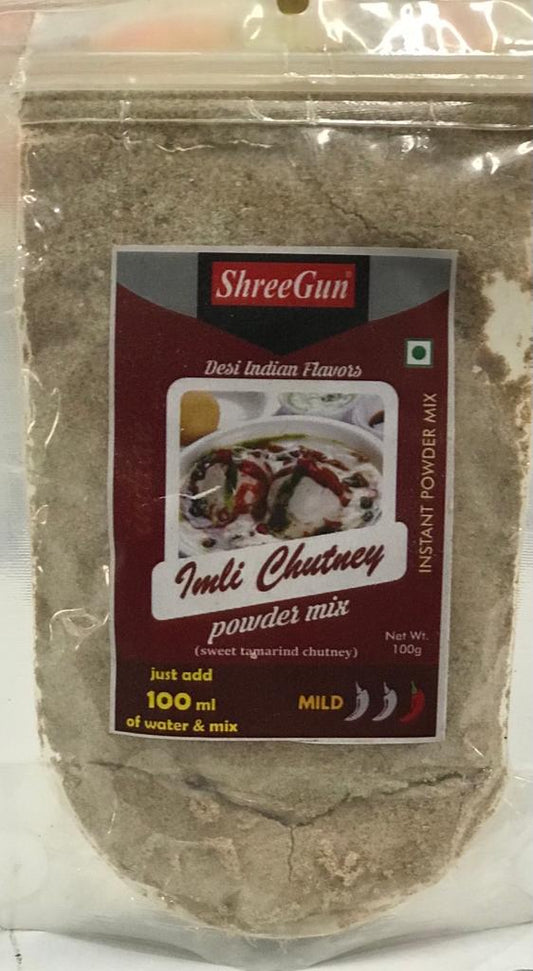 ShreeGun®
Desi Indian Flavors
INSTANT POWDER MIX
Imli Chutney
powder mix
(sweet tamarind chutney)
Net Wt.
100g
just add
100 ml
of water & mix
MILD